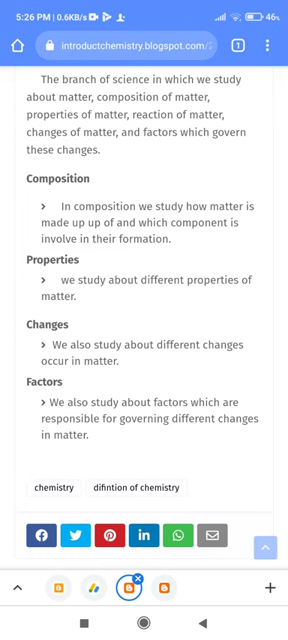 5:26 PM | 0.6KB/s
46%
introductchemistry.blogspot.com/2
1
The branch of science in which we study
about matter, composition of matter,
properties of matter, reaction of matter,
changes of matter, and factors which govern
these changes.
Composition
> In composition we study how matter is
made up up of and which component is
involve in their formation.
Properties
> we study about different properties of
matter.
Changes
> We also study about different changes
occur in matter.
Factors
> We also study about factors which are
responsible for governing different changes
in matter.
chemistry
difintion of chemistry